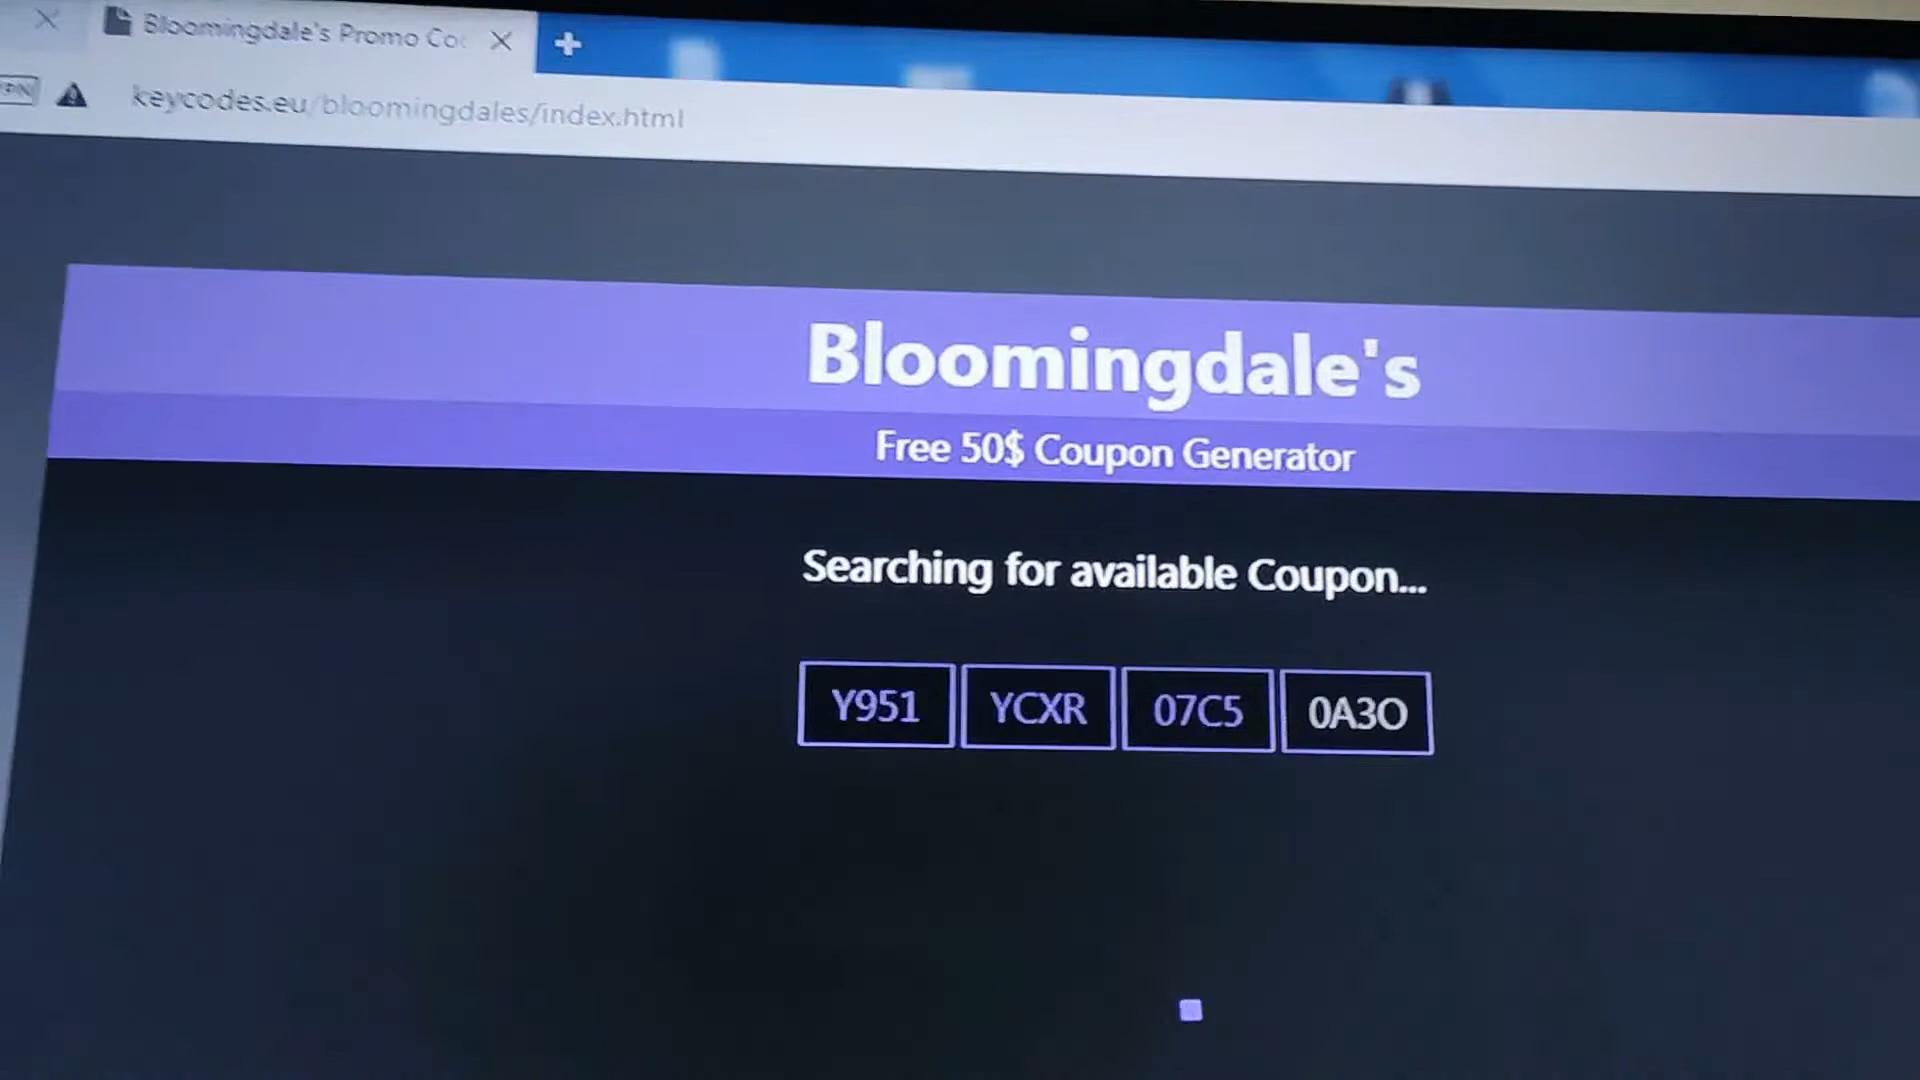 Bloomingdale's Promo Co
VPN
keycodes.eu/bloomingdales/index.html
Bloomingdale's
Free 50$ Coupon Generator
Searching for available Coupon...
Y951 YCXR 07C5 0A3O